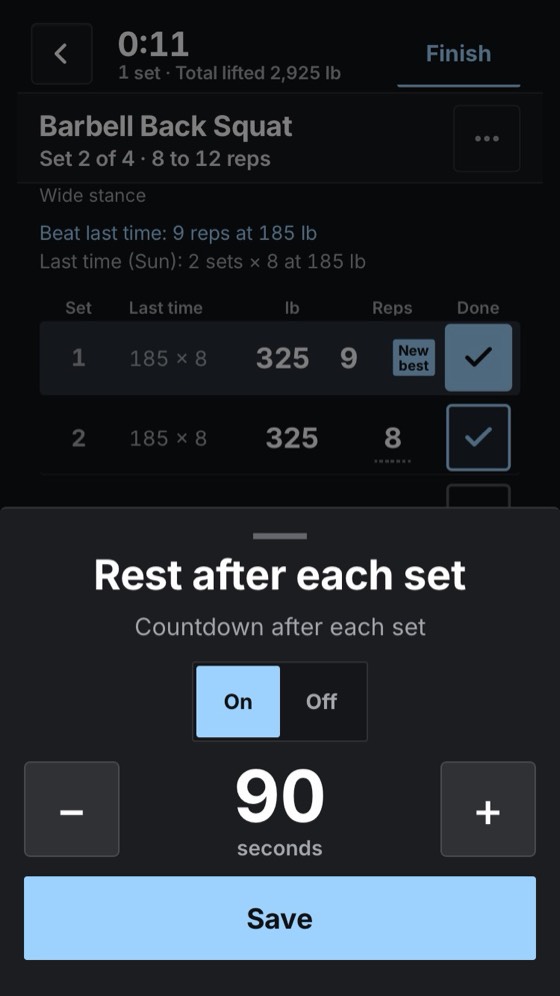 0:11
1 set · Total lifted 2,925 lb
Finish
Barbell Back Squat
Set 2 of 4 · 8 to 12 reps
Wide stance
Beat last time: 9 reps at 185 lb
Last time (Sun): 2 sets × 8 at 185 lb
Set Last time lb Reps Done
1 185 × 8 325 9 New best
2 185 × 8 325 8
Rest after each set
Countdown after each set
On Off
− 90 +
seconds
Save